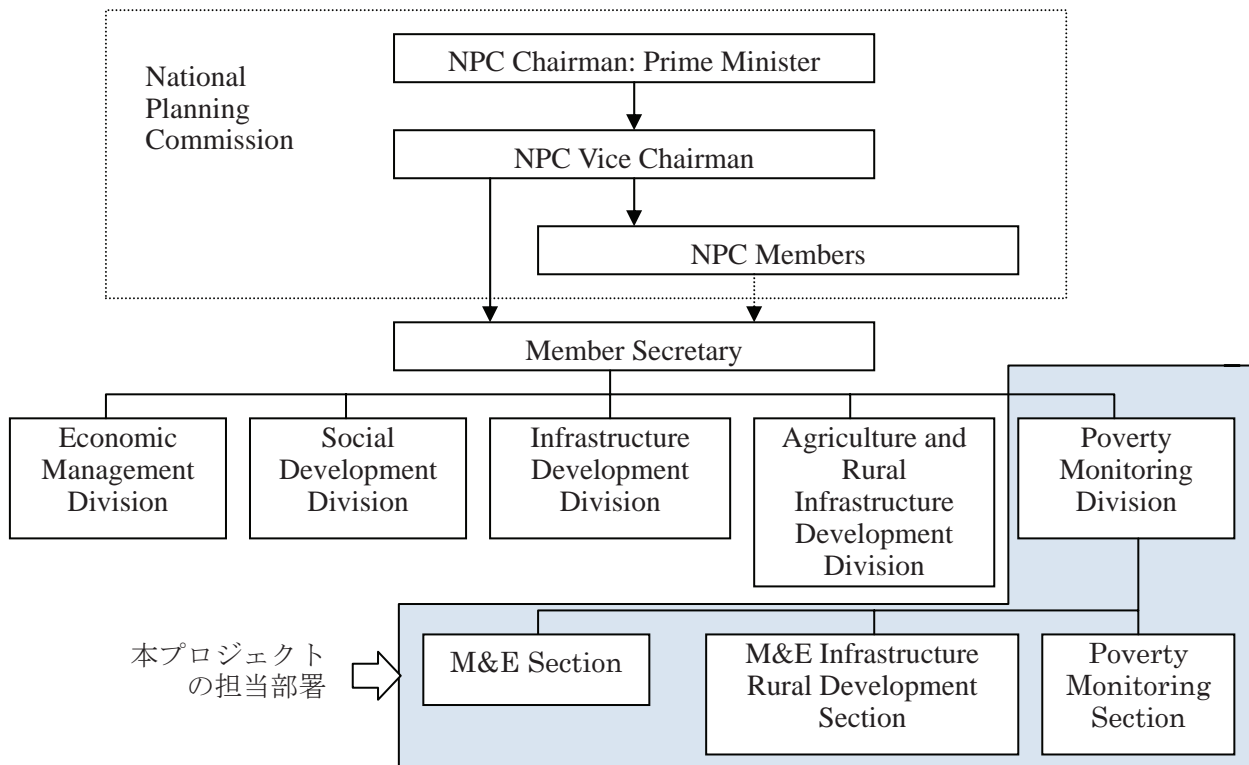 National
Planning
Commission
NPC Chairman: Prime Minister
NPC Vice Chairman
NPC Members
Member Secretary
Economic
Management
Division
Social
Development
Division
Infrastructure
Development
Division
Agriculture and
Rural
Infrastructure
Development
Division
Poverty
Monitoring
Division
本プロジェクト
の担当部署
M&E Section
M&E Infrastructure
Rural Development
Section
Poverty
Monitoring
Section